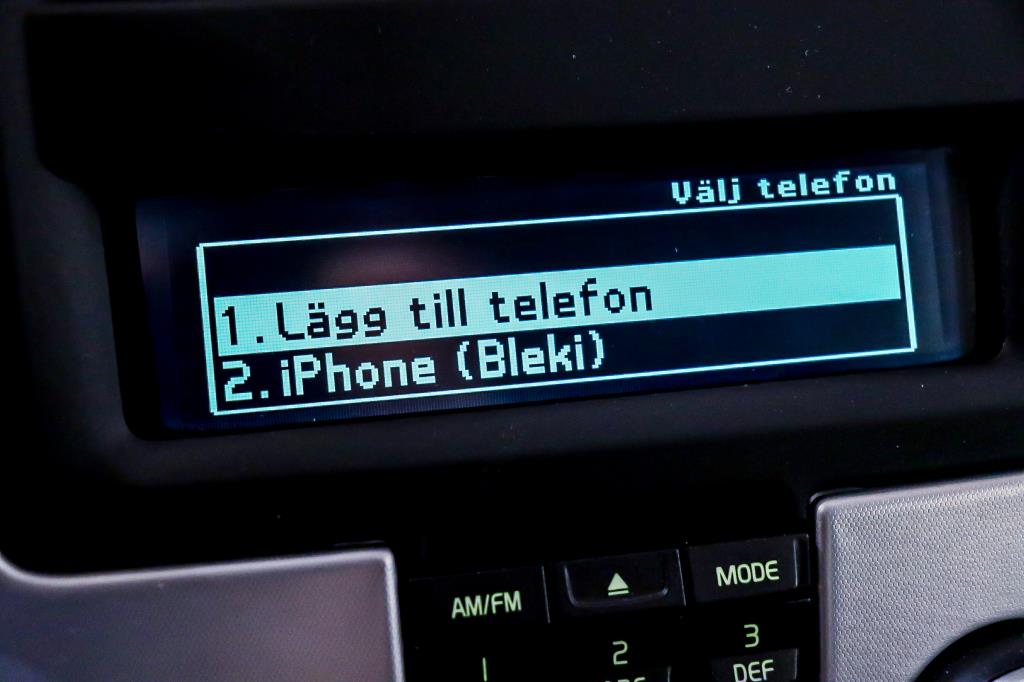 Välj telefon
1. Lägg till telefon
2. iPhone (Bleki)
AM/FM
MODE
1
2
3
DEF